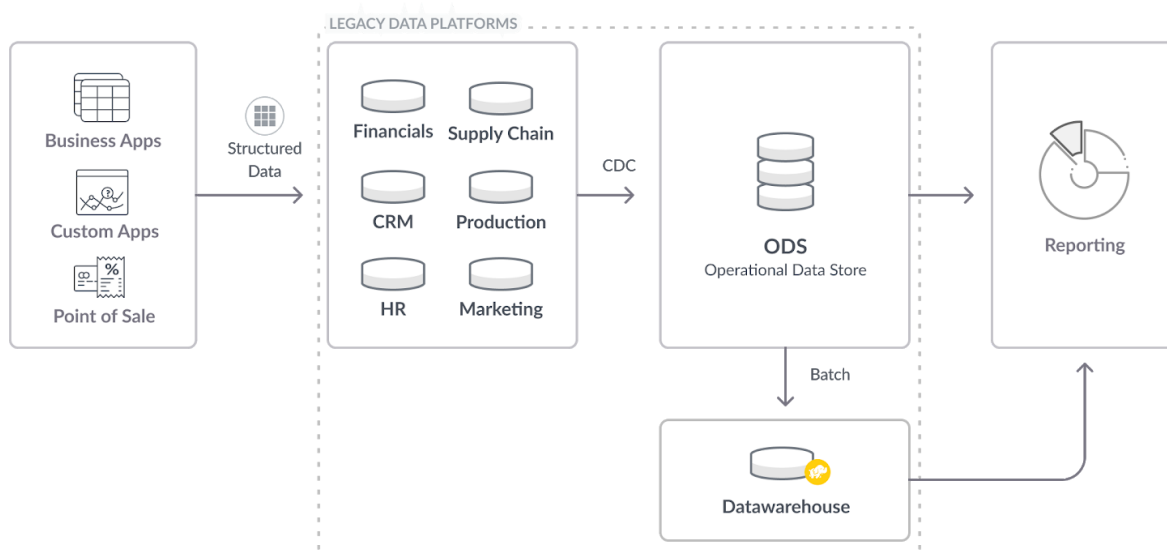 LEGACY DATA PLATFORMS
Business Apps
Custom Apps
%
Point of Sale
Structured
Data
Financials
Supply Chain
CRM
Production
HR
Marketing
CDC
ODS
Operational Data Store
Batch
Datawarehouse
Reporting